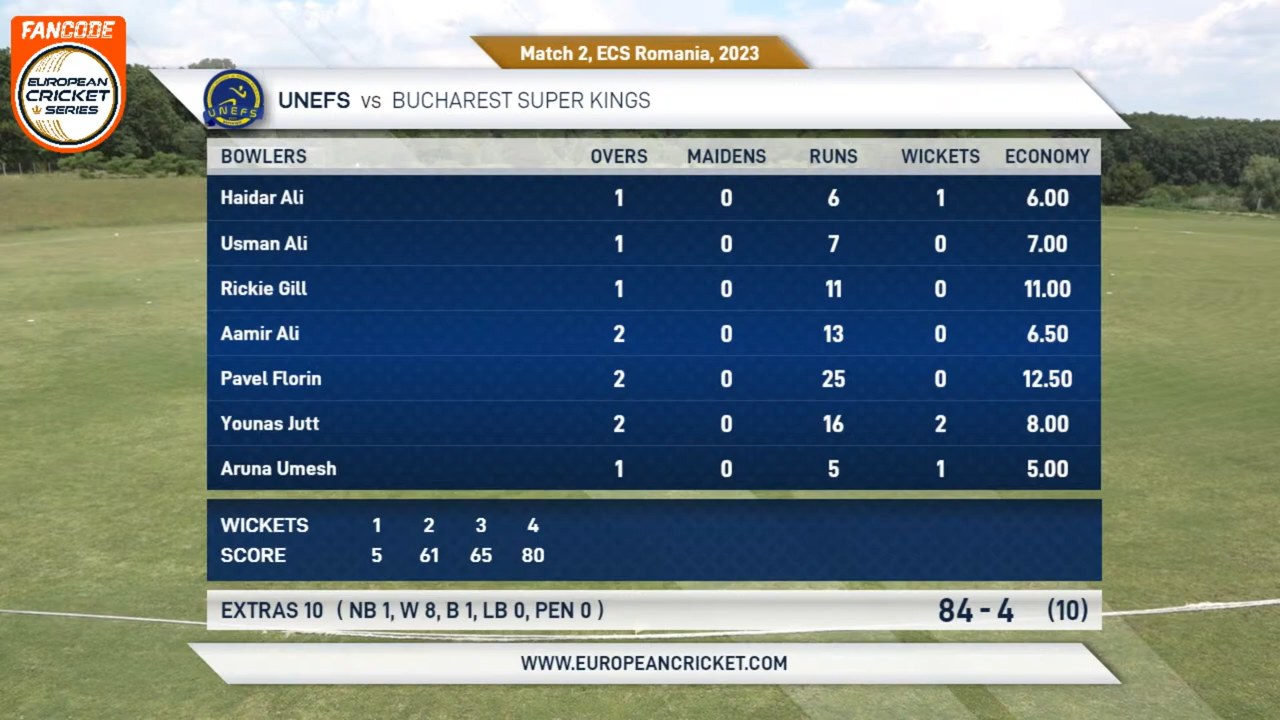 FANCODE
EUROPEAN
CRICKET
SERIES
Match 2, ECS Romania, 2023
UNEFS
UNEFS vs BUCHAREST SUPER KINGS
BOWLERS OVERS MAIDENS RUNS WICKETS ECONOMY
Haidar Ali 1 0 6 1 6.00
Usman Ali 1 0 7 0 7.00
Rickie Gill 1 0 11 0 11.00
Aamir Ali 2 0 13 0 6.50
Pavel Florin 2 0 25 0 12.50
Younas Jutt 2 0 16 2 8.00
Aruna Umesh 1 0 5 1 5.00
WICKETS 1 2 3 4
SCORE 5 61 65 80
EXTRAS 10 ( NB 1, W 8, B 1, LB 0, PEN 0 ) 84 - 4 (10)
WWW.EUROPEANCRICKET.COM